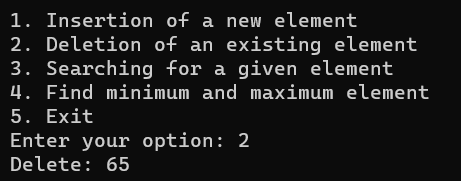 1. Insertion of a new element
2. Deletion of an existing element
3. Searching for a given element
4. Find minimum and maximum element
5. Exit
Enter your option: 2
Delete: 65